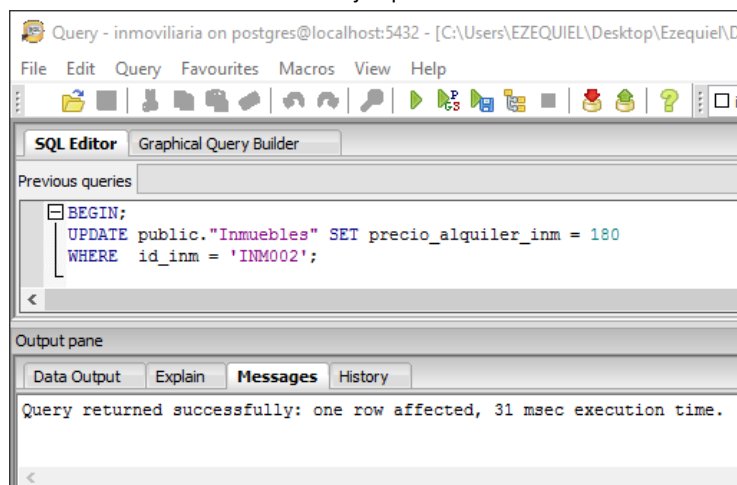 Query - inmoviliaria on postgres@localhost:5432 - [C:\Users\EZEQUIEL\Desktop\Ezequiel\D
File Edit Query Favourites Macros View Help
SQL Editor Graphical Query Builder
Previous queries
BEGIN;
UPDATE public."Inmuebles" SET precio_alquiler_inm = 180
WHERE id_inm = 'INM002';
Output pane
Data Output Explain Messages History
Query returned successfully: one row affected, 31 msec execution time.